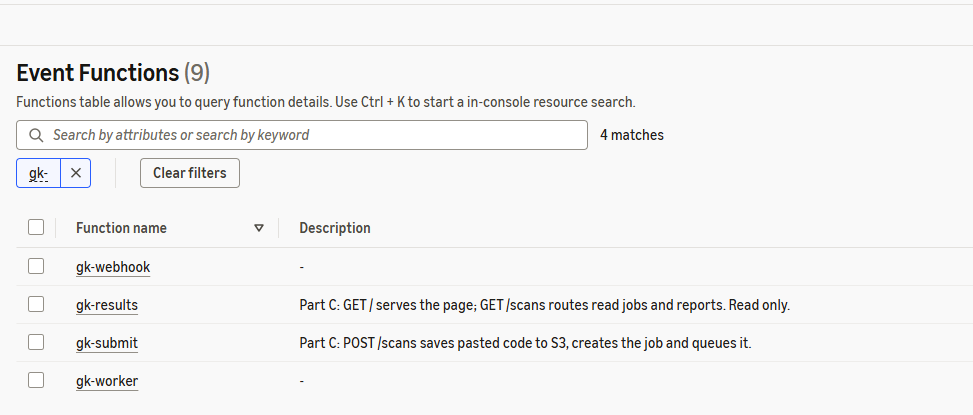 Event Functions (9)
Functions table allows you to query function details. Use Ctrl + K to start a in-console resource search.
Search by attributes or search by keyword
4 matches
gk-
Clear filters
Function name Description
gk-webhook -
gk-results Part C: GET / serves the page; GET /scans routes read jobs and reports. Read only.
gk-submit Part C: POST /scans saves pasted code to S3, creates the job and queues it.
gk-worker -